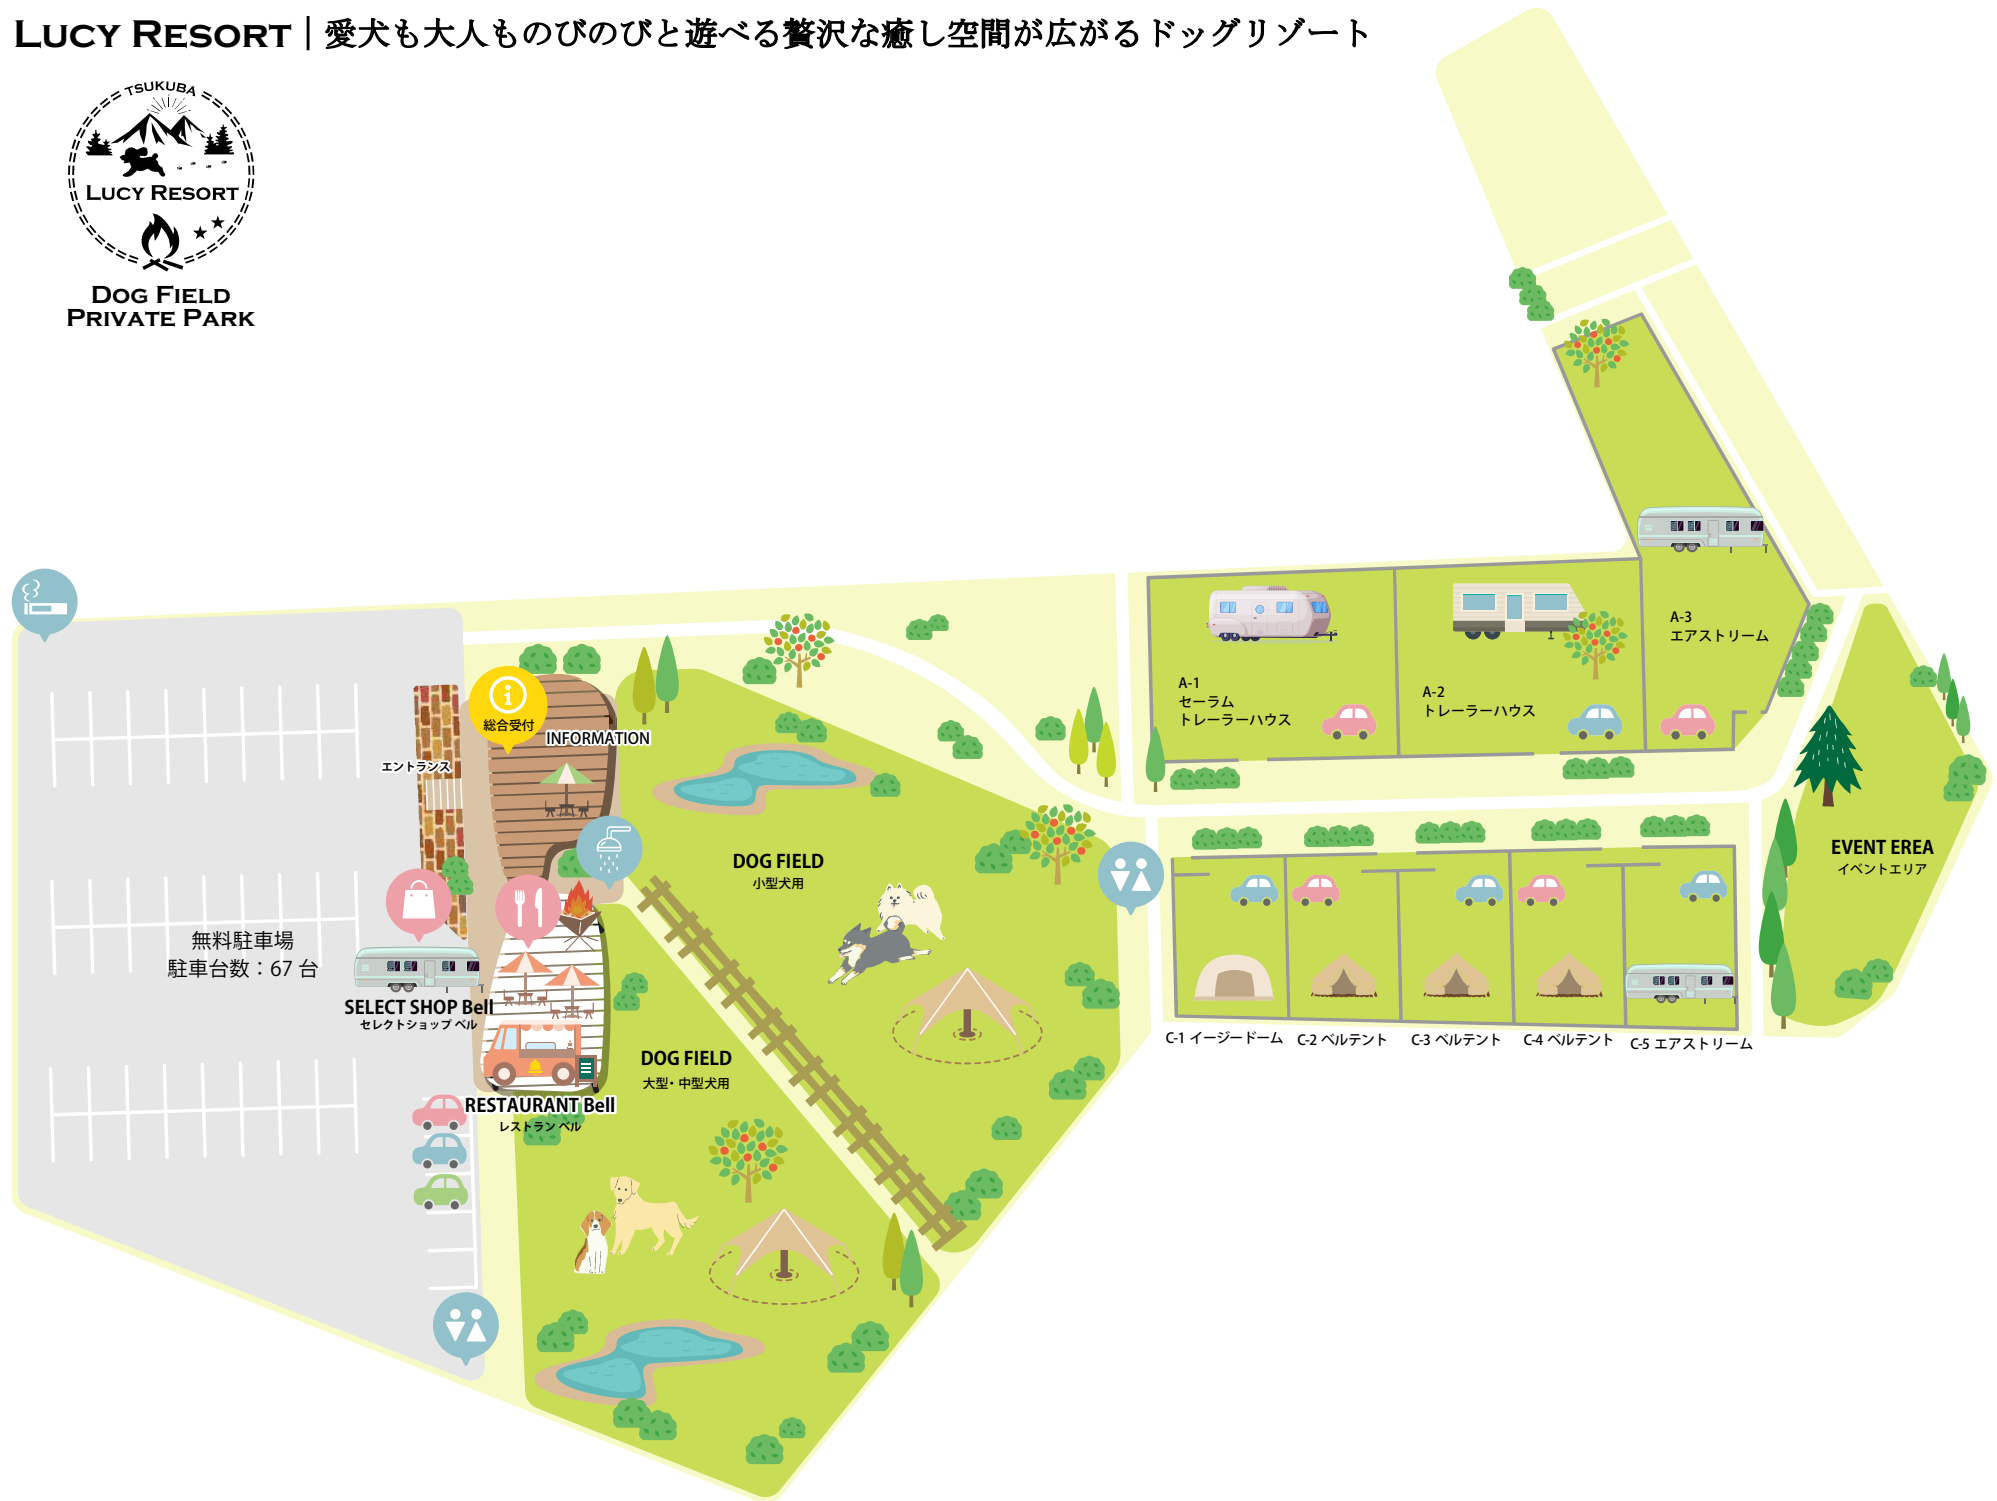 LUCY RESORT｜愛犬も大人ものびのびと遊べる贅沢な癒し空間が広がるドッグリゾート
TSUKUBA
LUCY RESORT
DOG FIELD
PRIVATE PARK
総合受付
INFORMATION
エントランス
無料駐車場
駐車台数：67 台
SELECT SHOP Bell
セレクトショップ ベル
RESTAURANT Bell
レストラン ベル
DOG FIELD
小型犬用
DOG FIELD
大型・中型犬用
A-1
セーラム
トレーラーハウス
A-2
トレーラーハウス
A-3
エアストリーム
C-1 イージードーム
C-2 ベルテント
C-3 ベルテント
C-4 ベルテント
C-5 エアストリーム
EVENT EREA
イベントエリア